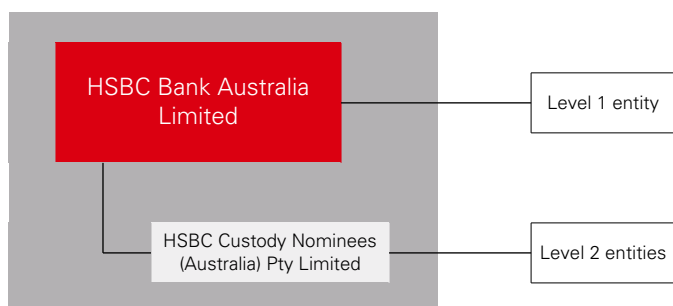 HSBC Bank Australia
Limited
Level 1 entity
HSBC Custody Nominees
(Australia) Pty Limited
Level 2 entities